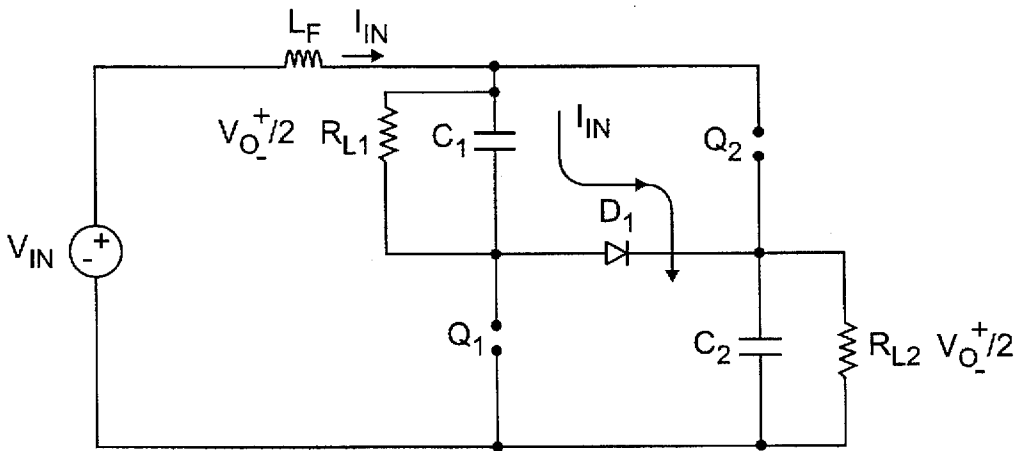 L_F I_IN
V_O+/2 R_L1 C_1 I_IN Q_2
-
D_1
V_IN + -
Q_1 C_2 R_L2 V_O+/2
-